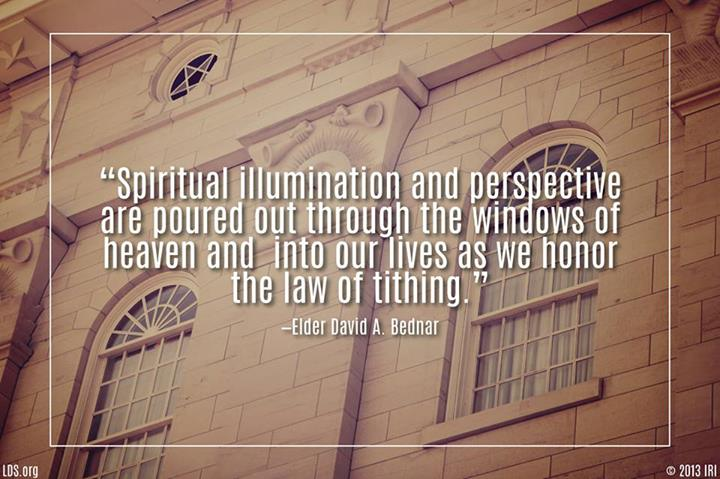 “Spiritual illumination and perspective
are poured out through the windows of
heaven and  into our lives as we honor
the law of tithing.”
–Elder David A. Bednar
LDS.org
© 2013 IRI